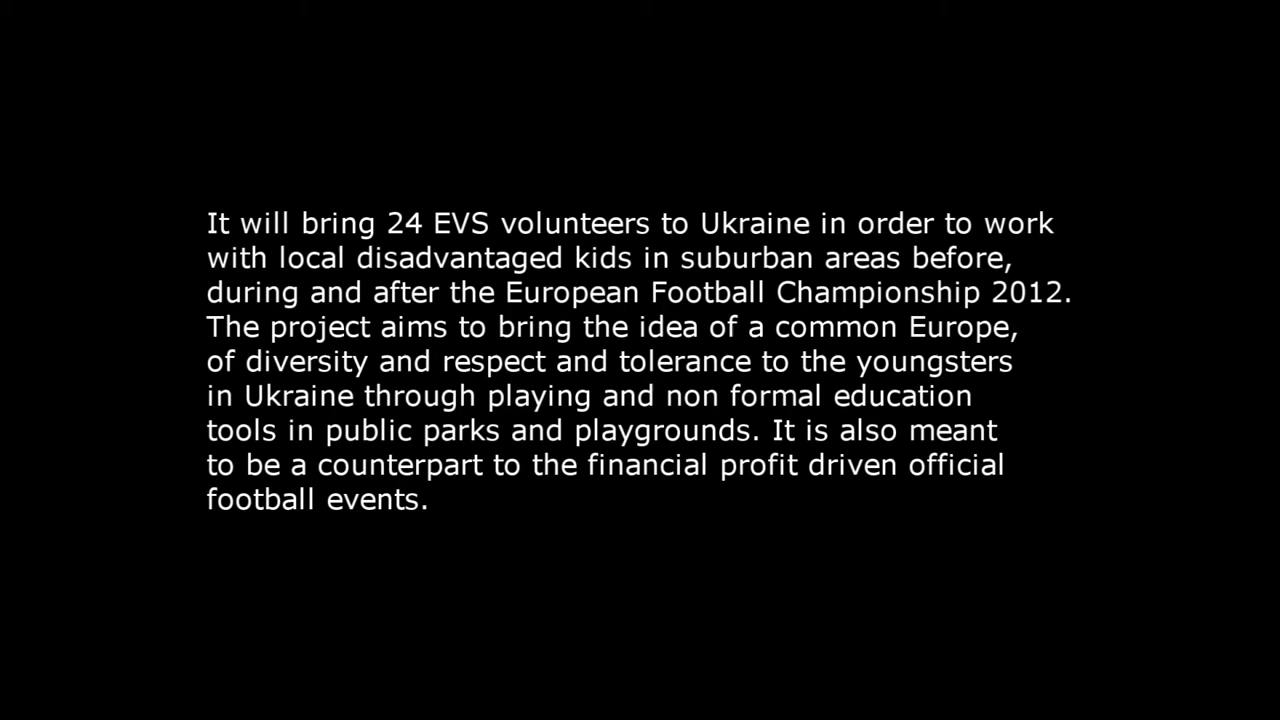 It will bring 24 EVS volunteers to Ukraine in order to work
with local disadvantaged kids in suburban areas before,
during and after the European Football Championship 2012.
The project aims to bring the idea of a common Europe,
of diversity and respect and tolerance to the youngsters
in Ukraine through playing and non formal education
tools in public parks and playgrounds. It is also meant
to be a counterpart to the financial profit driven official
football events.